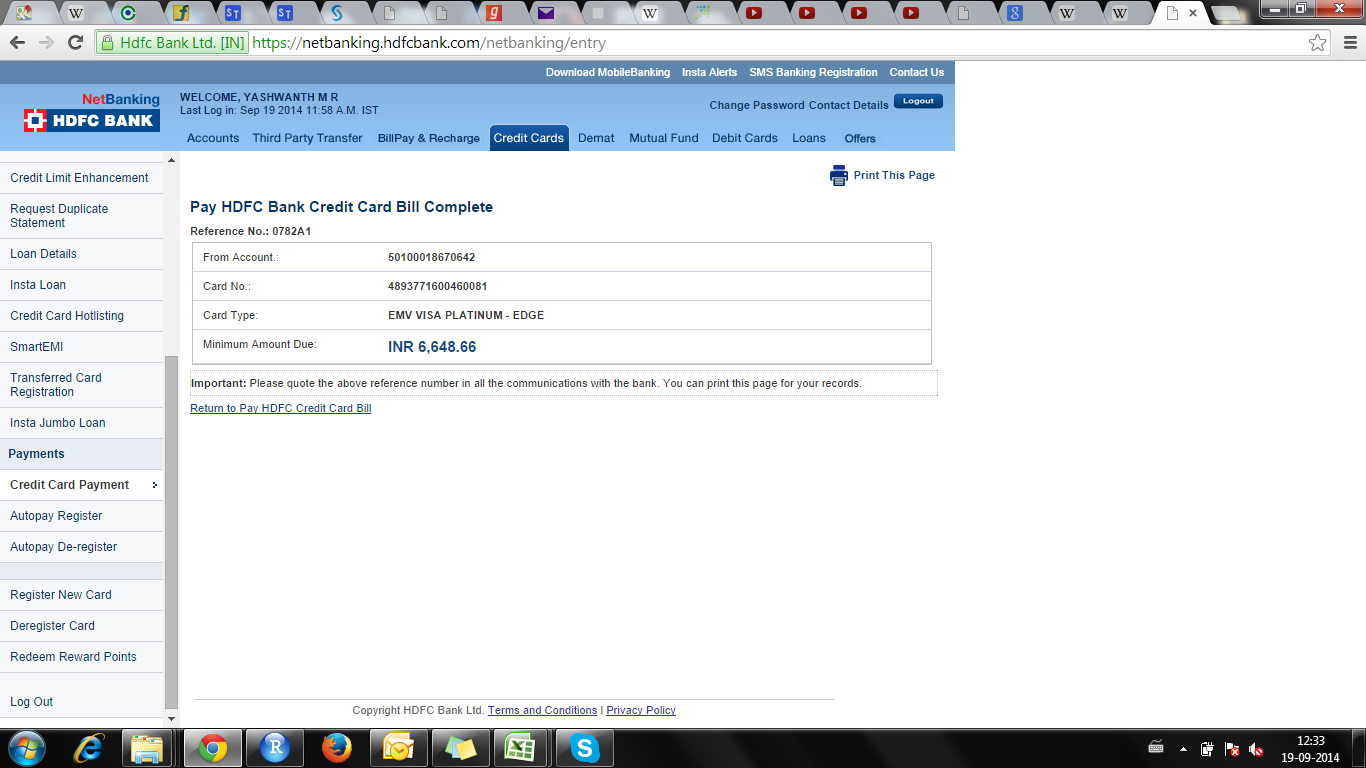 Hdfc Bank Ltd. [IN] https://netbanking.hdfcbank.com/netbanking/entry
Download MobileBanking Insta Alerts SMS Banking Registration Contact Us
NetBanking
HDFC BANK
WELCOME, YASHWANTH M R
Last Log in: Sep 19 2014 11:58 A.M. IST
Change Password Contact Details Logout
Accounts Third Party Transfer BillPay & Recharge Credit Cards Demat Mutual Fund Debit Cards Loans Offers
Credit Limit Enhancement
Request Duplicate
Statement
Loan Details
Insta Loan
Credit Card Hotlisting
SmartEMI
Transferred Card
Registration
Insta Jumbo Loan
Payments
Credit Card Payment
Autopay Register
Autopay De-register
Register New Card
Deregister Card
Redeem Reward Points
Log Out
Print This Page
Pay HDFC Bank Credit Card Bill Complete
Reference No.: 0782A1
From Account.: 50100018670642
Card No.: 4893771600460081
Card Type: EMV VISA PLATINUM - EDGE
Minimum Amount Due: INR 6,648.66
Important: Please quote the above reference number in all the communications with the bank. You can print this page for your records.
Return to Pay HDFC Credit Card Bill
Copyright HDFC Bank Ltd. Terms and Conditions I Privacy Policy
12:33
19-09-2014